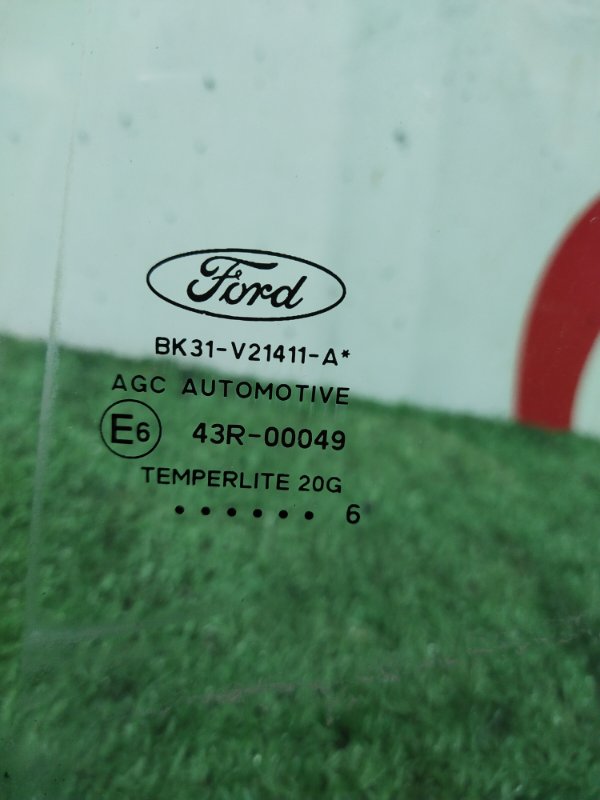 Ford
BK31-V21411-A*
AGC AUTOMOTIVE
E6 43R-00049
TEMPERLITE 20G
...... 6